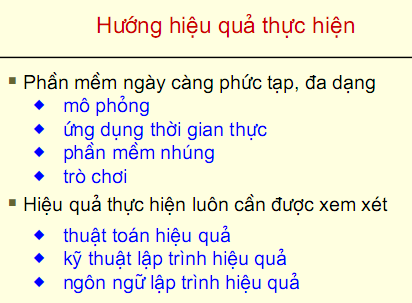 Hướng hiệu quả thực hiện
Phần mềm ngày càng phức tạp, đa dạng
mô phỏng
ứng dụng thời gian thực
phần mềm nhúng
trò chơi
Hiệu quả thực hiện luôn cần được xem xét
thuật toán hiệu quả
kỹ thuật lập trình hiệu quả
ngôn ngữ lập trình hiệu quả